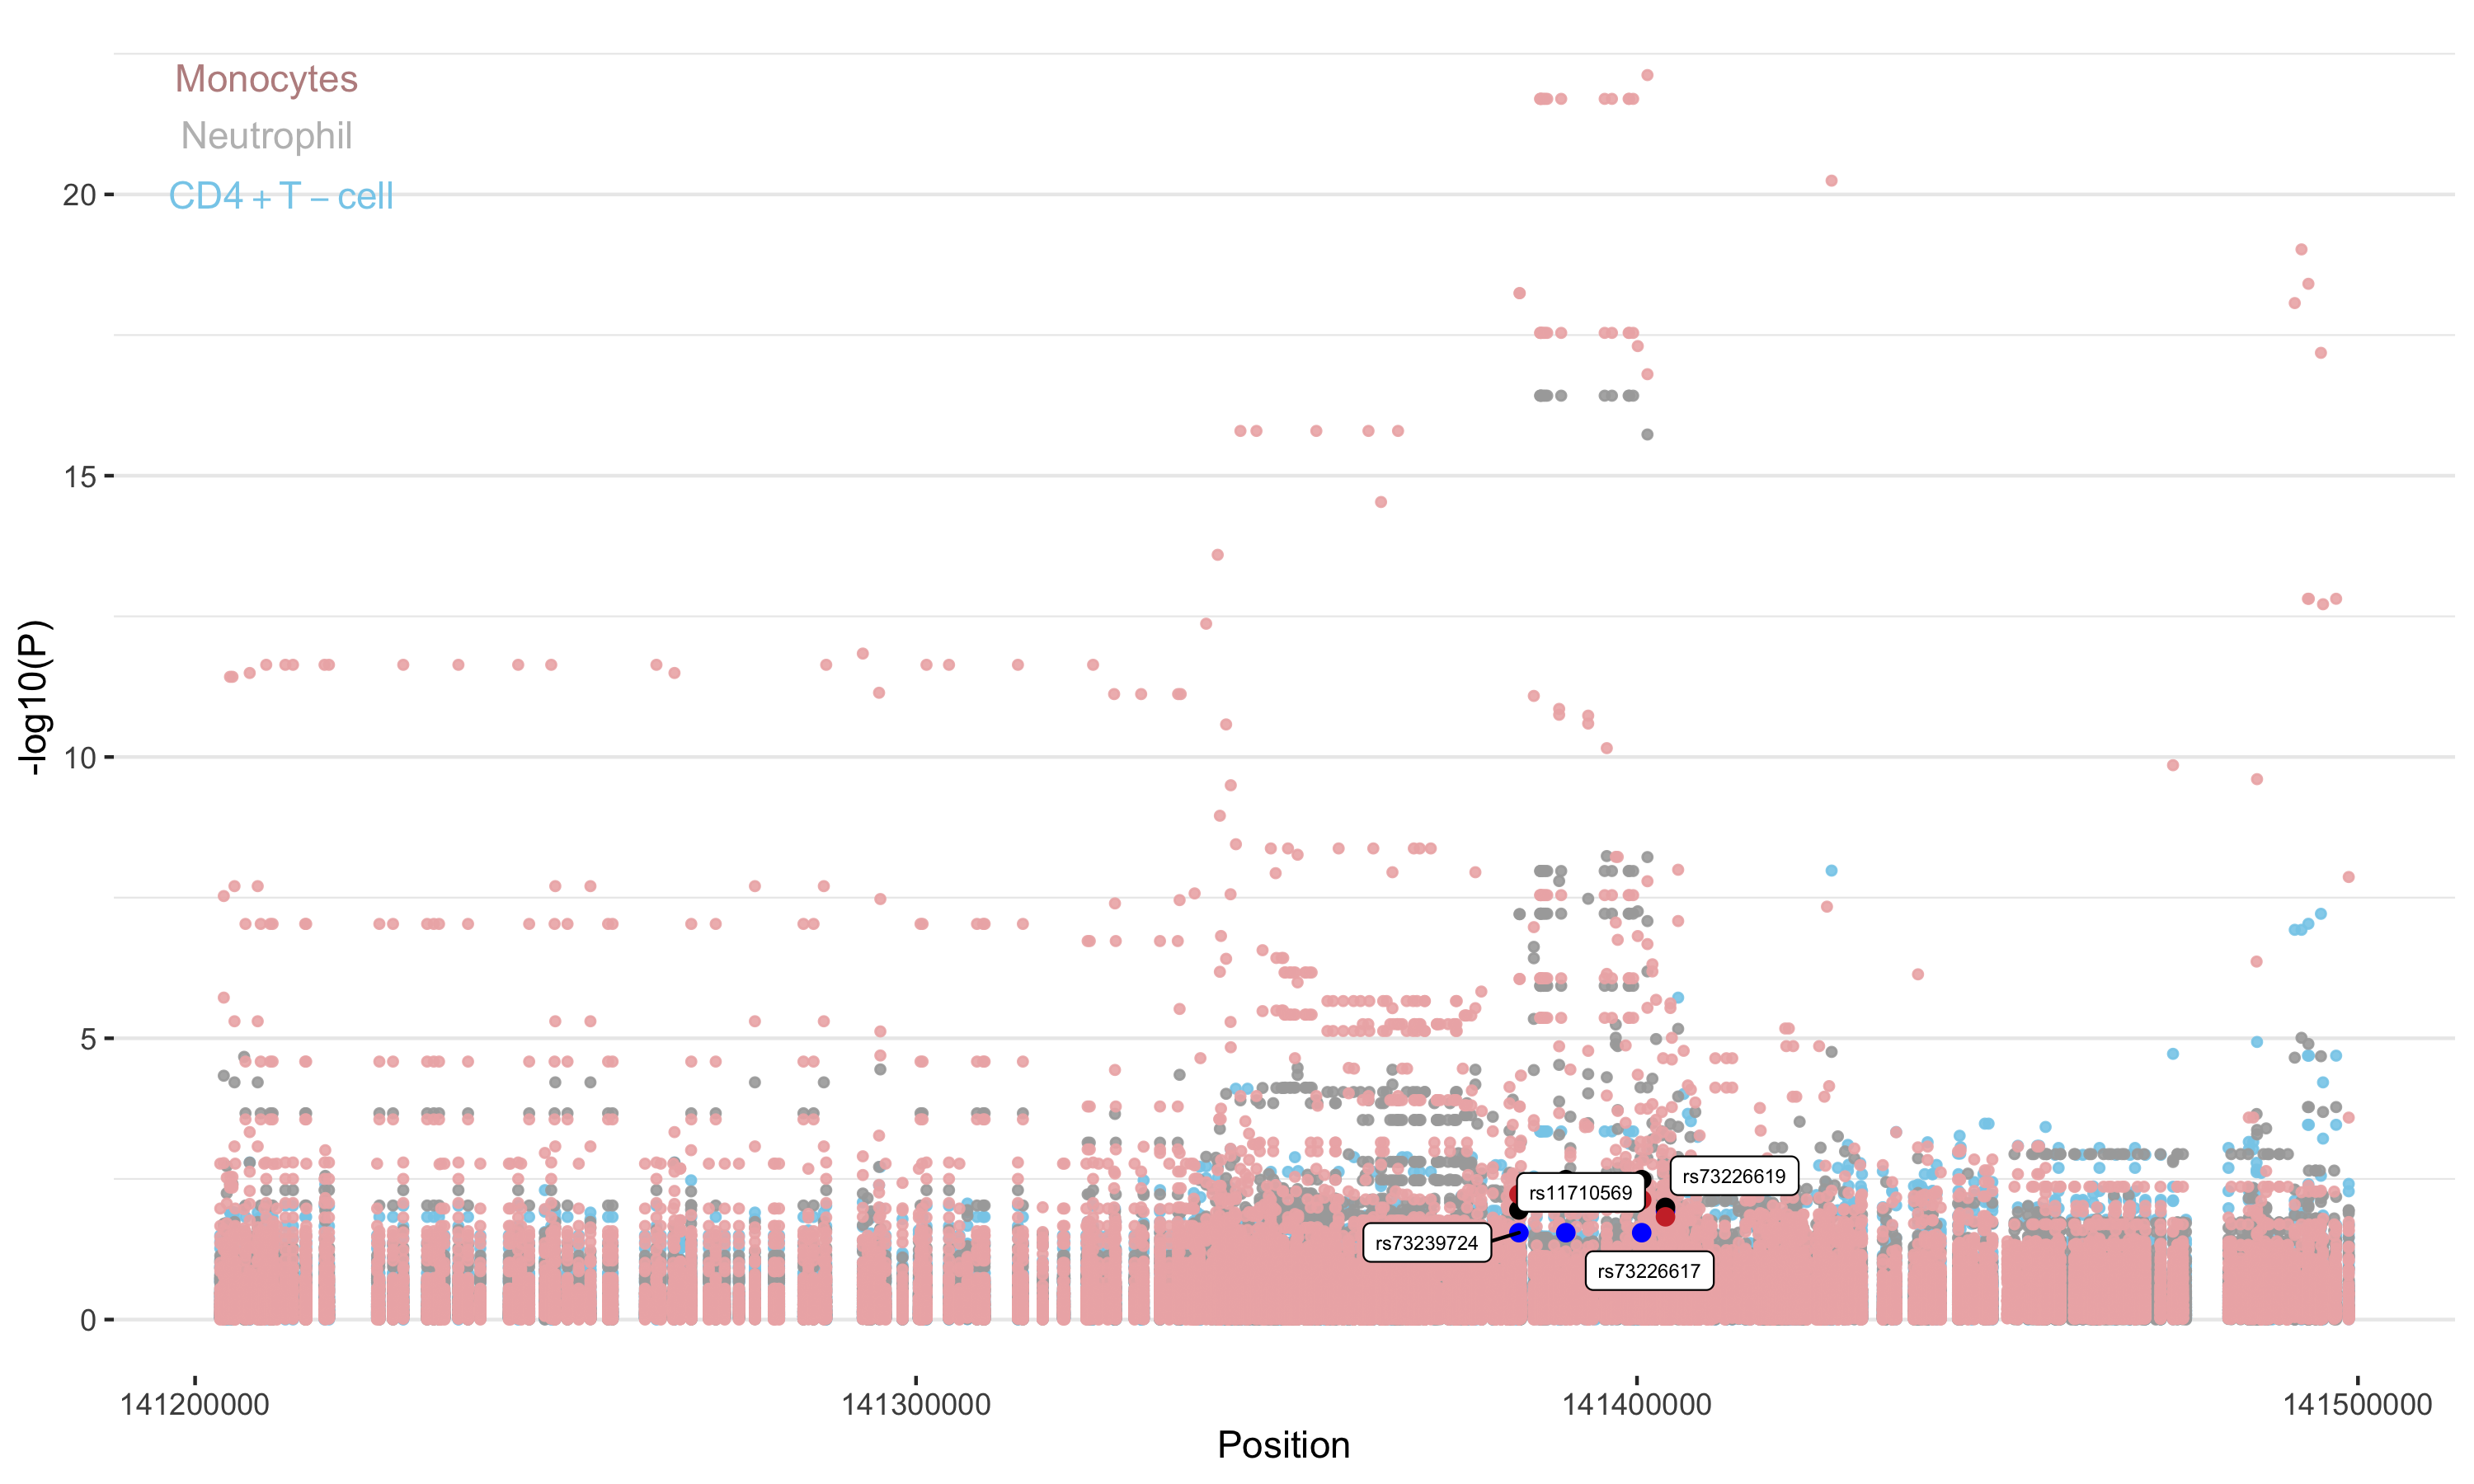 Monocytes
Neutrophil
CD4 + T − cell
20
15
10
5
0
-log10(P)
rs73226619
rs11710569
rs73239724
rs73226617
141200000
141300000
141400000
141500000
Position